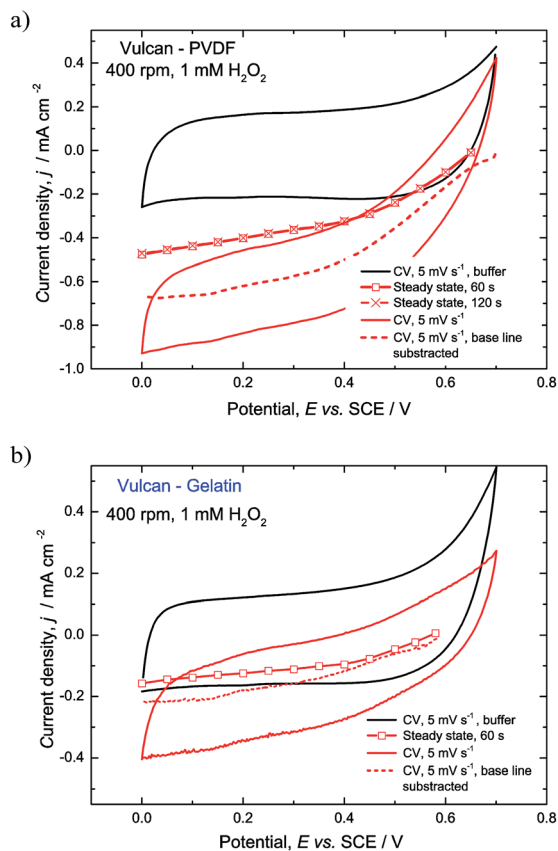 a)
Vulcan - PVDF
400 rpm, 1 mM H₂O₂
Current density, j / mA cm⁻²
0.4
0.2
0.0
-0.2
-0.4
-0.6
-0.8
-1.0
CV, 5 mV s⁻¹, buffer
Steady state, 60 s
Steady state, 120 s
CV, 5 mV s⁻¹
CV, 5 mV s⁻¹, base line
substracted
0.0 0.2 0.4 0.6 0.8
Potential, E vs. SCE / V
b)
Vulcan - Gelatin
400 rpm, 1 mM H₂O₂
Current density, j / mA cm⁻²
0.4
0.2
0.0
-0.2
-0.4
CV, 5 mV s⁻¹, buffer
Steady state, 60 s
CV, 5 mV s⁻¹
CV, 5 mV s⁻¹, base line
substracted
0.0 0.2 0.4 0.6 0.8
Potential, E vs. SCE / V